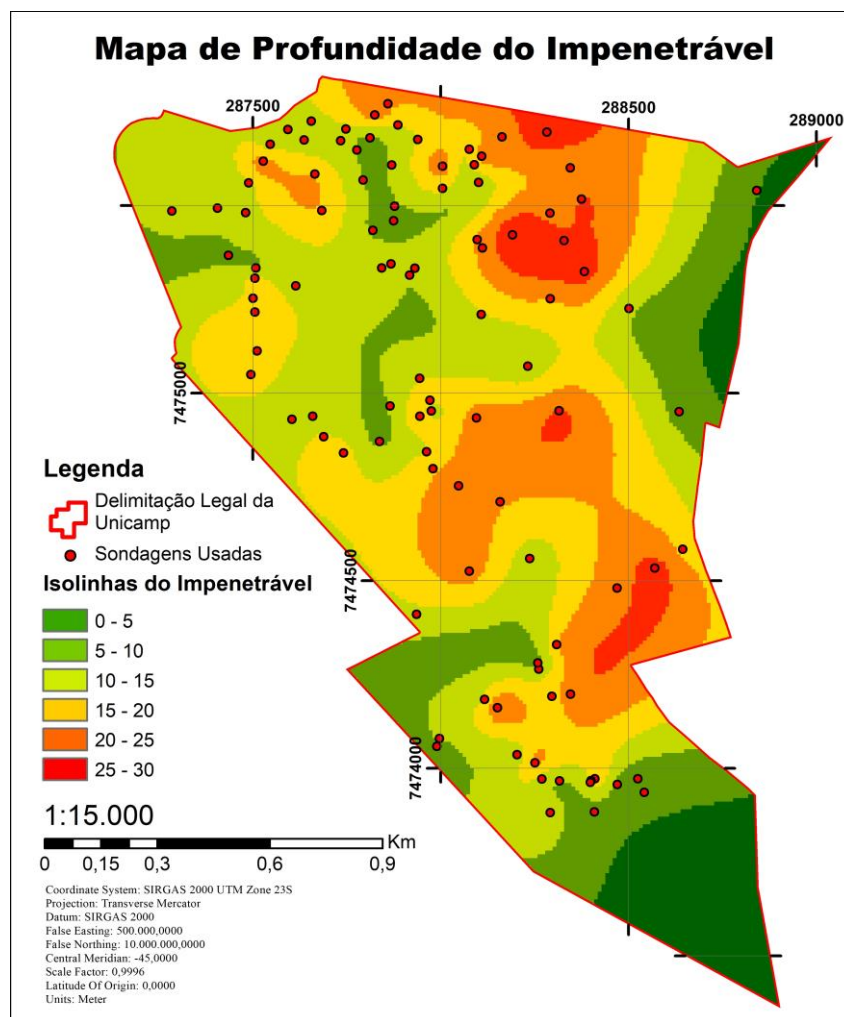 Mapa de Profundidade do Impenetrável
287500
288500
289000
7475000
7474500
7474000
Legenda
Delimitação Legal da
Unicamp
Sondagens Usadas
Isolinhas do Impenetrável
0 - 5
5 - 10
10 - 15
15 - 20
20 - 25
25 - 30
1:15.000
Km
0 0,15 0,3 0,6 0,9
Coordinate System: SIRGAS 2000 UTM Zone 23S
Projection: Transverse Mercator
Datum: SIRGAS 2000
False Easting: 500.000,0000
False Northing: 10.000.000,0000
Central Meridian: -45,0000
Scale Factor: 0,9996
Latitude Of Origin: 0,0000
Units: Meter